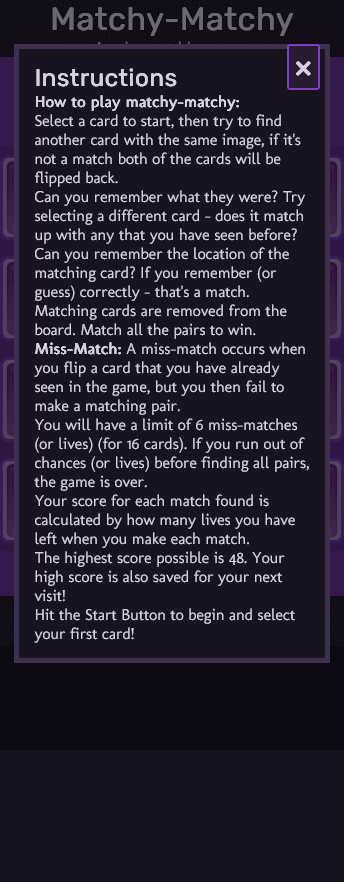 Matchy-Matchy
Instructions
How to play matchy-matchy:
Select a card to start, then try to find
another card with the same image, if it's
not a match both of the cards will be
flipped back.
Can you remember what they were? Try
selecting a different card - does it match
up with any that you have seen before?
Can you remember the location of the
matching card? If you remember (or
guess) correctly - that's a match.
Matching cards are removed from the
board. Match all the pairs to win.
Miss-Match: A miss-match occurs when
you flip a card that you have already
seen in the game, but you then fail to
make a matching pair.
You will have a limit of 6 miss-matches
(or lives) (for 16 cards). If you run out of
chances (or lives) before finding all pairs,
the game is over.
Your score for each match found is
calculated by how many lives you have
left when you make each match.
The highest score possible is 48. Your
high score is also saved for your next
visit!
Hit the Start Button to begin and select
your first card!